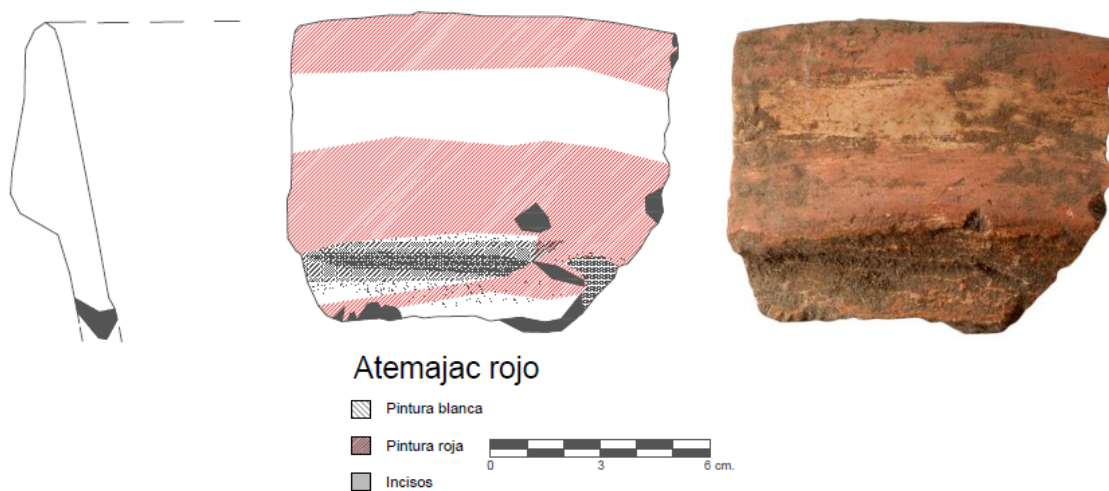 Atemajac rojo
Pintura blanca
Pintura roja
0 3 6 cm.
Incisos